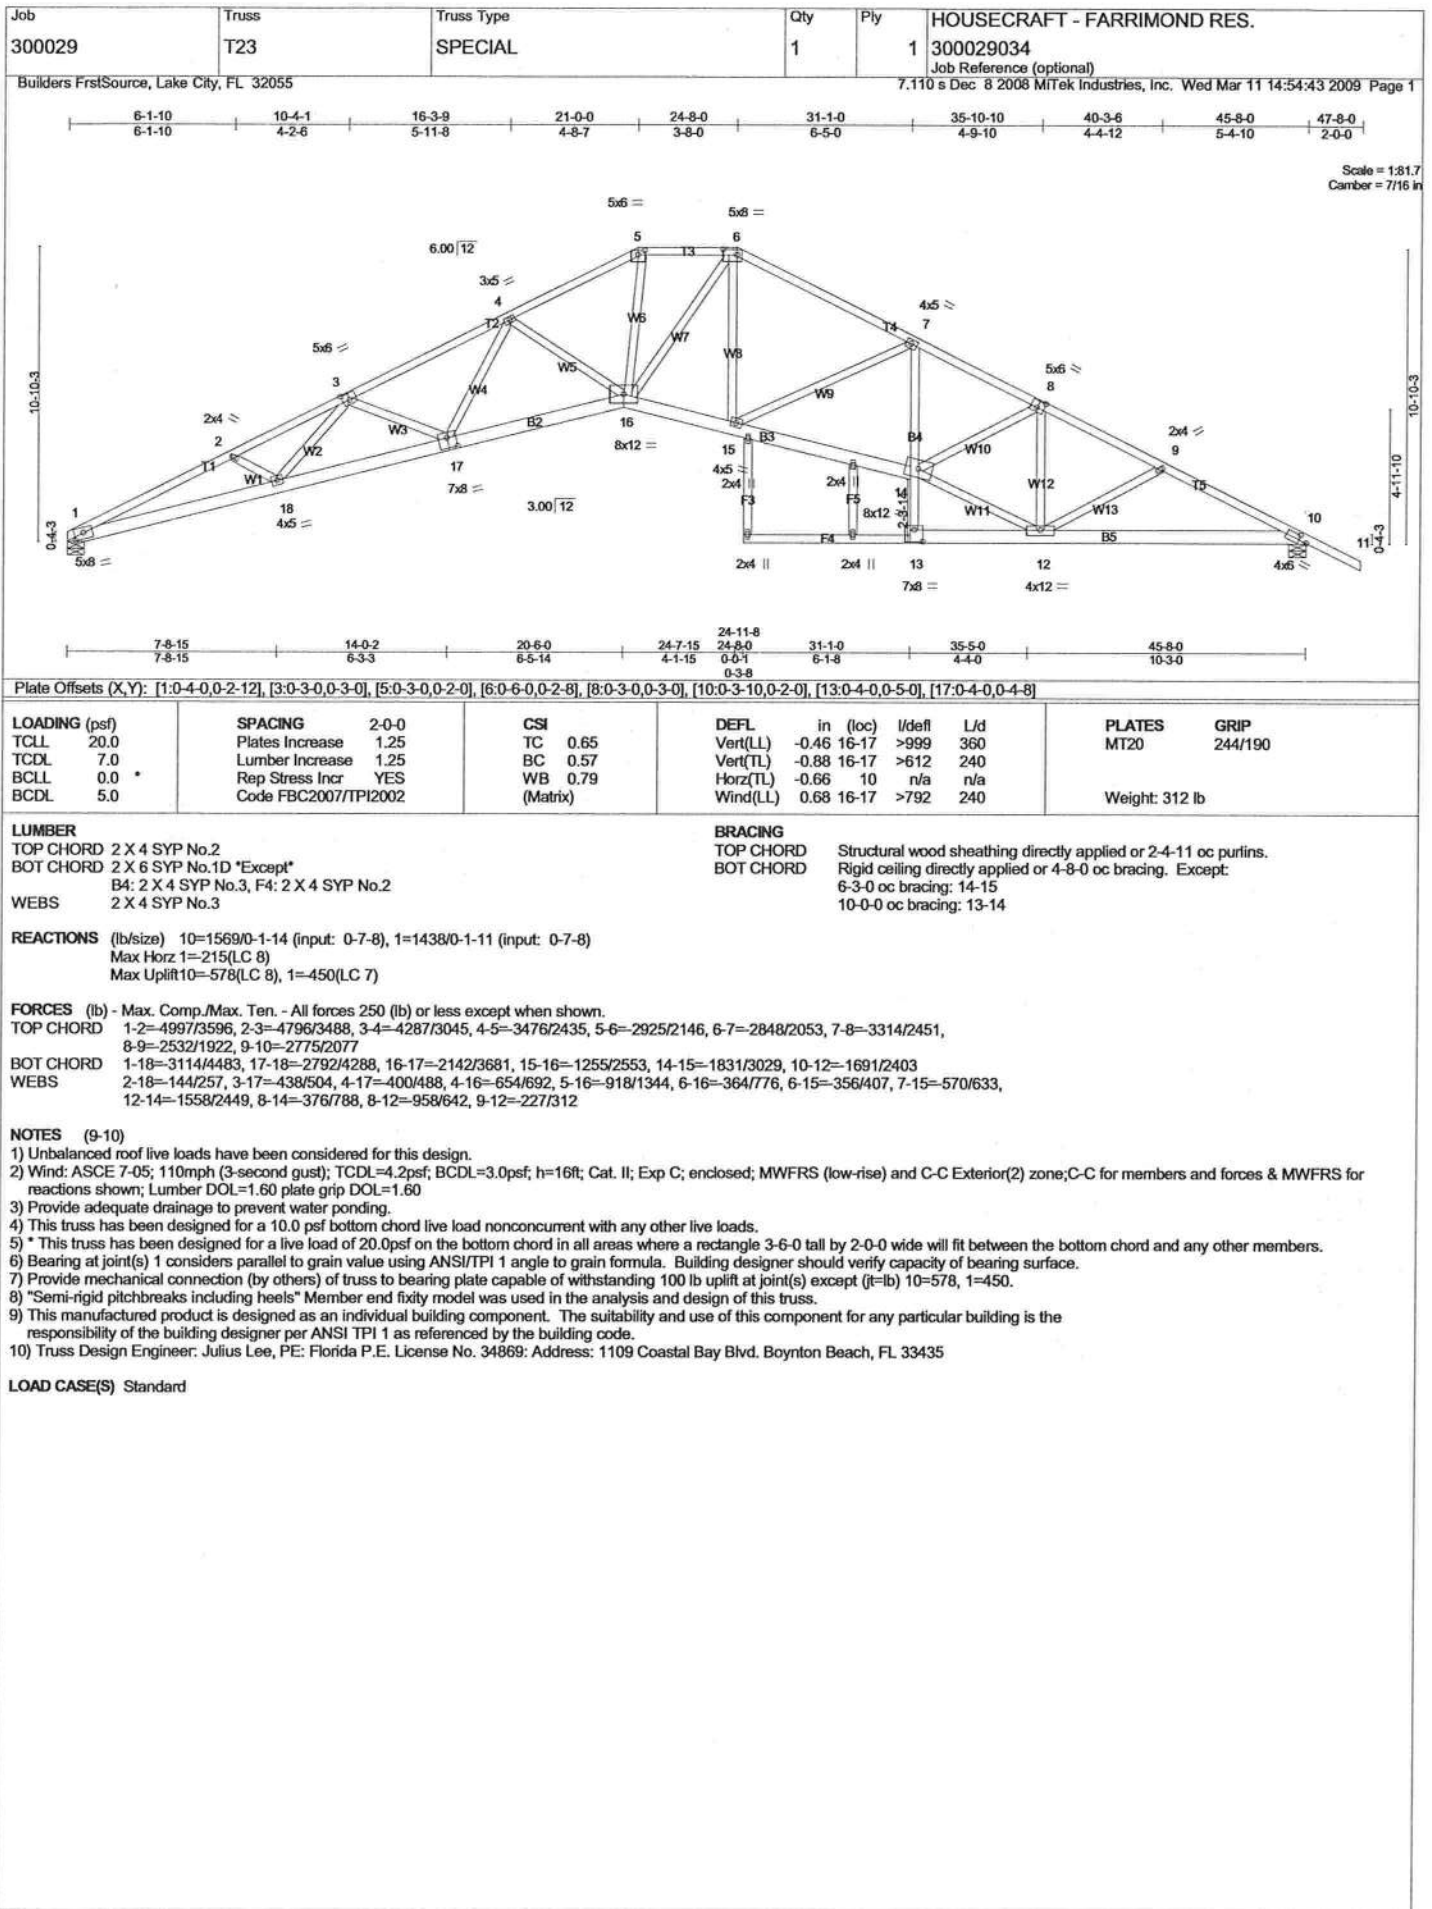 Job Truss Truss Type Qty Ply HOUSECRAFT - FARRIMOND RES.
300029 T23 SPECIAL 1 1 300029034
Job Reference (optional)
Builders FrstSource, Lake City, FL 32055 7.110 s Dec 8 2008 MiTek Industries, Inc. Wed Mar 11 14:54:43 2009 Page 1
6-1-10 10-4-1 16-3-9 21-0-0 24-8-0 31-1-0 35-10-10 40-3-6 45-8-0 47-8-0
6-1-10 4-2-6 5-11-8 4-8-7 3-8-0 6-5-0 4-9-10 4-4-12 5-4-10 2-0-0
Scale = 1:81.7
Camber = 7/16 in
5x6 =
5x8 =
5 6
6.00 12
T3
3x5
4
4x5
T2 W6 W7 T4 7
5x6
W8
W5
5x6
3 8
10-10-3
W4 W9
10-10-3
2x4
B2
2 W3 16 B3 B4 2x4
W2 8x12 = 15 W10 9
T1 17 4x5
W1 7x8 = 2x4 || 2x4 || W12 T5
4-11-10
18 3.00 12 F3 F5 14
4x5 8x12 2-3-14 W11 W13
1 10
0-4-3 F4 B5 11 0-4-3
5x8 = 2x4 || 2x4 || 13 12 4x6
7x8 = 4x12 =
24-11-8
7-8-15 14-0-2 20-6-0 24-7-15 24-8-0 31-1-0 35-5-0 45-8-0
7-8-15 6-3-3 6-5-14 4-1-15 0-0-1 6-1-8 4-4-0 10-3-0
0-3-8
Plate Offsets (X,Y): [1:0-4-0,0-2-12], [3:0-3-0,0-3-0], [5:0-3-0,0-2-0], [6:0-6-0,0-2-8], [8:0-3-0,0-3-0], [10:0-3-10,0-2-0], [13:0-4-0,0-5-0], [17:0-4-0,0-4-8]
LOADING (psf) SPACING 2-0-0 CSI DEFL in (loc) l/defl L/d PLATES GRIP
TCLL 20.0 Plates Increase 1.25 TC 0.65 Vert(LL) -0.46 16-17 >999 360 MT20 244/190
TCDL 7.0 Lumber Increase 1.25 BC 0.57 Vert(TL) -0.88 16-17 >612 240
BCLL 0.0 * Rep Stress Incr YES WB 0.79 Horz(TL) -0.66 10 n/a n/a
BCDL 5.0 Code FBC2007/TPI2002 (Matrix) Wind(LL) 0.68 16-17 >792 240 Weight: 312 lb
LUMBER BRACING
TOP CHORD 2 X 4 SYP No.2 TOP CHORD Structural wood sheathing directly applied or 2-4-11 oc purlins.
BOT CHORD 2 X 6 SYP No.1D *Except* BOT CHORD Rigid ceiling directly applied or 4-8-0 oc bracing. Except:
B4: 2 X 4 SYP No.3, F4: 2 X 4 SYP No.2 6-3-0 oc bracing: 14-15
WEBS 2 X 4 SYP No.3 10-0-0 oc bracing: 13-14
REACTIONS (lb/size) 10=1569/0-1-14 (input: 0-7-8), 1=1438/0-1-11 (input: 0-7-8)
Max Horz 1=-215(LC 8)
Max Uplift10=-578(LC 8), 1=-450(LC 7)
FORCES (lb) - Max. Comp./Max. Ten. - All forces 250 (lb) or less except when shown.
TOP CHORD 1-2=-4997/3596, 2-3=-4796/3488, 3-4=-4287/3045, 4-5=-3476/2435, 5-6=-2925/2146, 6-7=-2848/2053, 7-8=-3314/2451,
8-9=-2532/1922, 9-10=-2775/2077
BOT CHORD 1-18=-3114/4483, 17-18=-2792/4288, 16-17=-2142/3681, 15-16=-1255/2553, 14-15=-1831/3029, 10-12=-1691/2403
WEBS 2-18=-144/257, 3-17=-438/504, 4-17=-400/488, 4-16=-654/692, 5-16=-918/1344, 6-16=-364/776, 6-15=-356/407, 7-15=-570/633,
12-14=-1558/2449, 8-14=-376/788, 8-12=-958/642, 9-12=-227/312
NOTES (9-10)
1) Unbalanced roof live loads have been considered for this design.
2) Wind: ASCE 7-05; 110mph (3-second gust); TCDL=4.2psf; BCDL=3.0psf; h=16ft; Cat. II; Exp C; enclosed; MWFRS (low-rise) and C-C Exterior(2) zone;C-C for members and forces & MWFRS for
reactions shown; Lumber DOL=1.60 plate grip DOL=1.60
3) Provide adequate drainage to prevent water ponding.
4) This truss has been designed for a 10.0 psf bottom chord live load nonconcurrent with any other live loads.
5) * This truss has been designed for a live load of 20.0psf on the bottom chord in all areas where a rectangle 3-6-0 tall by 2-0-0 wide will fit between the bottom chord and any other members.
6) Bearing at joint(s) 1 considers parallel to grain value using ANSI/TPI 1 angle to grain formula. Building designer should verify capacity of bearing surface.
7) Provide mechanical connection (by others) of truss to bearing plate capable of withstanding 100 lb uplift at joint(s) except (jt=lb) 10=578, 1=450.
8) "Semi-rigid pitchbreaks including heels" Member end fixity model was used in the analysis and design of this truss.
9) This manufactured product is designed as an individual building component. The suitability and use of this component for any particular building is the
responsibility of the building designer per ANSI TPI 1 as referenced by the building code.
10) Truss Design Engineer: Julius Lee, PE: Florida P.E. License No. 34869: Address: 1109 Coastal Bay Blvd. Boynton Beach, FL 33435
LOAD CASE(S) Standard